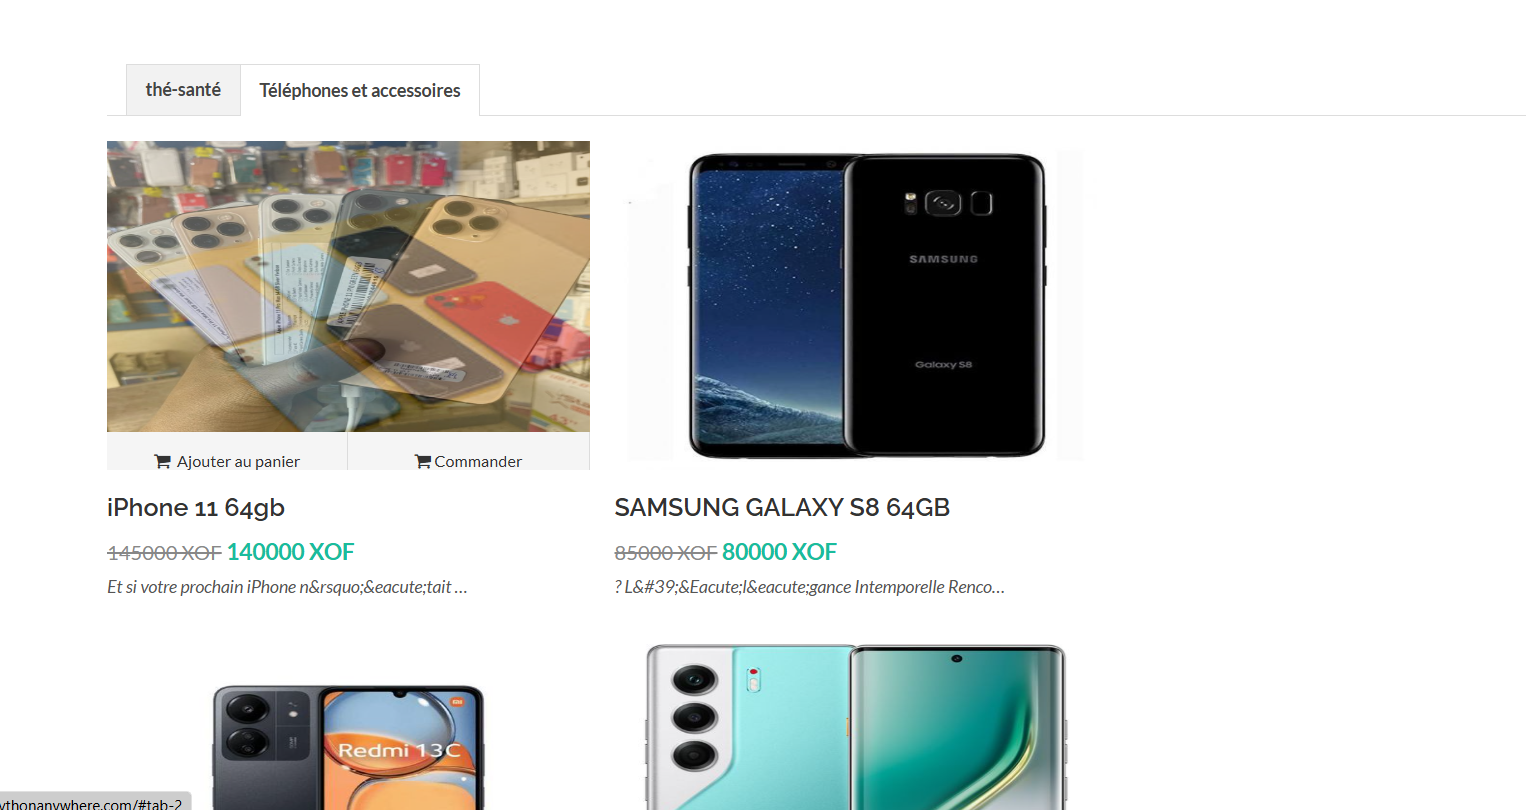 thé-santé
Téléphones et accessoires
SAMSUNG
Galaxy S8
Ajouter au panier
Commander
iPhone 11 64gb
SAMSUNG GALAXY S8 64GB
145000 XOF 140000 XOF
85000 XOF 80000 XOF
Et si votre prochain iPhone n&rsquo;&eacute;tait ...
? L&#39;&Eacute;l&eacute;gance Intemporelle Renco...
Redmi 13C
ythonanywhere.com/#tab-2